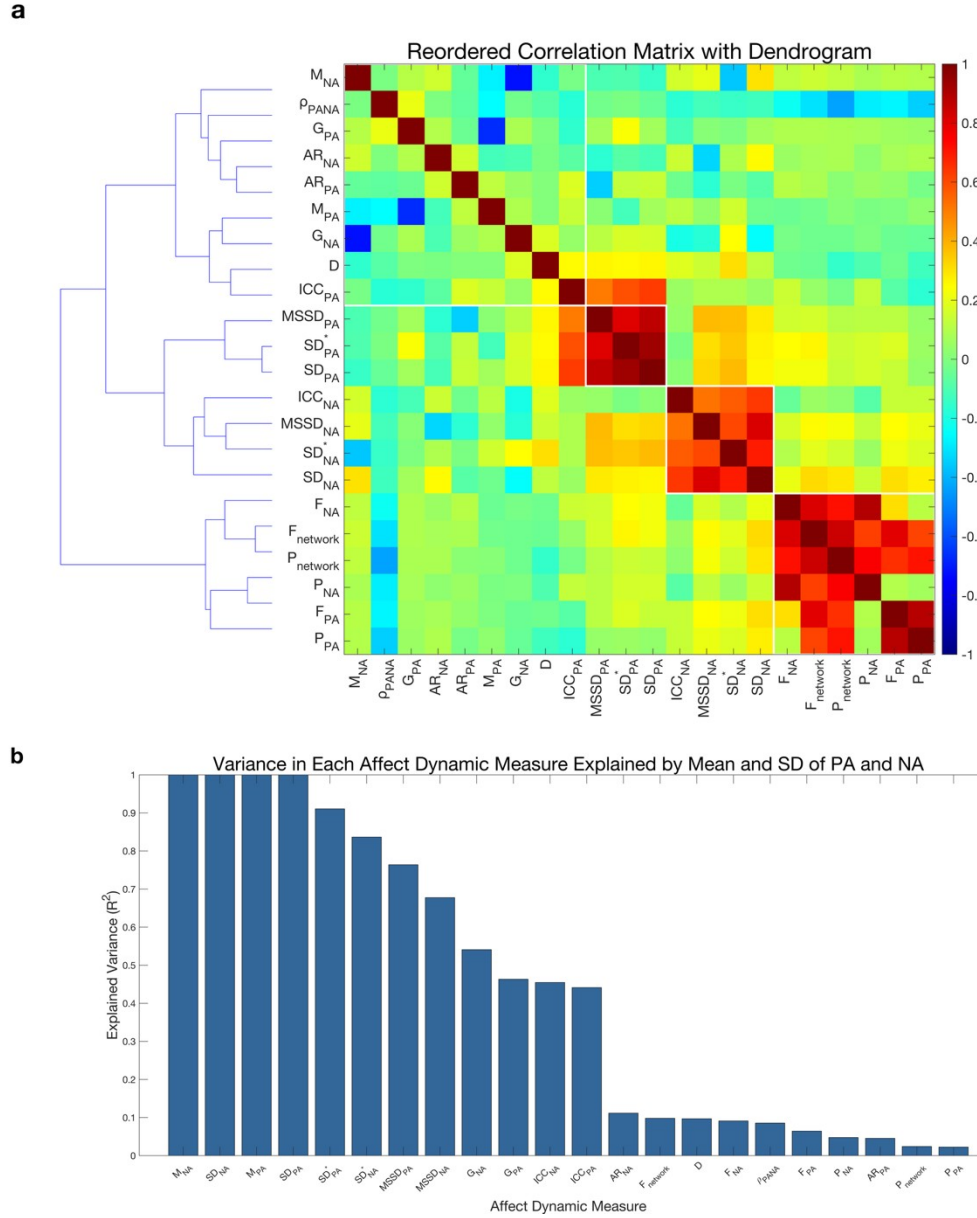 a
Reordered Correlation Matrix with Dendrogram
M_NA
ρ_PANA
G_PA
AR_NA
AR_PA
M_PA
G_NA
D
ICC_PA
MSSD_PA
SD*_PA
SD_PA
ICC_NA
MSSD_NA
SD*_NA
SD_NA
F_NA
F_network
P_network
P_NA
F_PA
P_PA
M_NA ρ_PANA G_PA AR_NA AR_PA M_PA G_NA D ICC_PA MSSD_PA SD*_PA SD_PA ICC_NA MSSD_NA SD*_NA SD_NA F_NA F_network P_network P_NA F_PA P_PA
1
0.8
0.6
0.4
0.2
0
-0.
-0.
-0.
-0.
-1
b
Variance in Each Affect Dynamic Measure Explained by Mean and SD of PA and NA
Explained Variance (R²)
1
0.9
0.8
0.7
0.6
0.5
0.4
0.3
0.2
0.1
0
M_NA SD_NA M_PA SD_PA SD*_PA SD*_NA MSSD_PA MSSD_NA G_NA G_PA ICC_NA ICC_PA AR_NA F_network D F_NA ρ_PANA F_PA P_NA AR_PA P_network P_PA
Affect Dynamic Measure